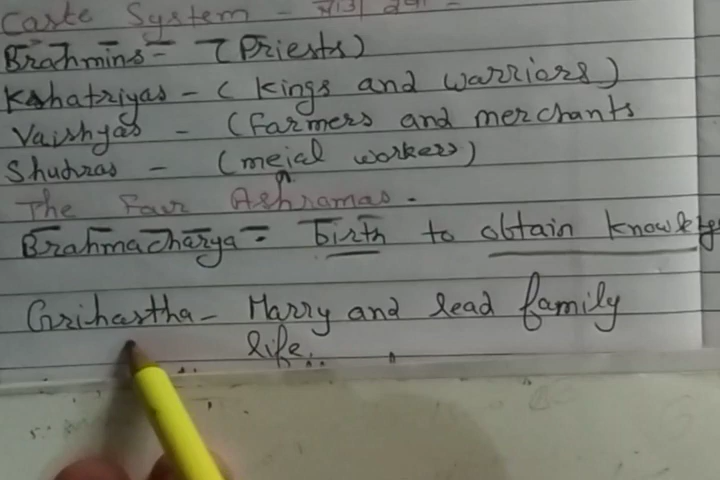 Caste System -
Brahmins - (Priests)
Kshatriyas - ( Kings and warriors)
Vaishyas - (Farmers and merchants
Shudras - (meial workers)
The Four Ashramas.
Brahmacharya = birth to obtain knowledge
Grihastha - Marry and lead family
life.